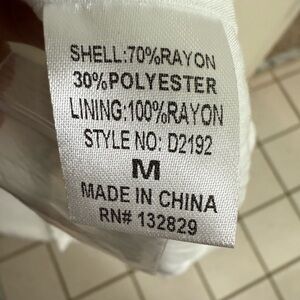 SHELL:70%RAYON
30%POLYESTER
LINING:100%RAYON
STYLE NO: D2192
M
MADE IN CHINA
RN# 132829